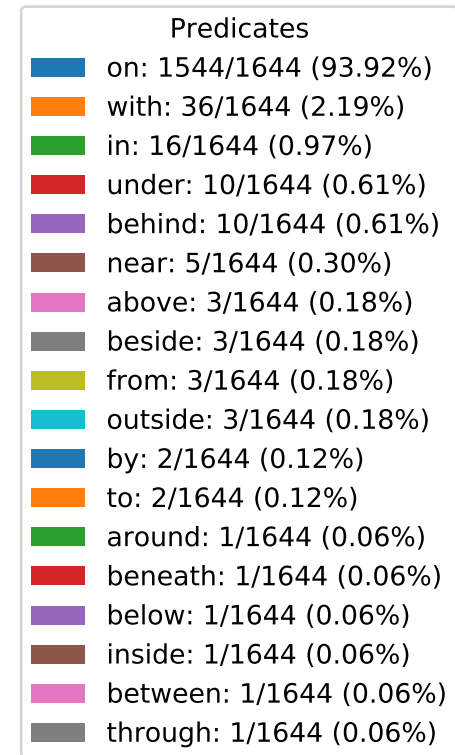 Predicates
on: 1544/1644 (93.92%)
with: 36/1644 (2.19%)
in: 16/1644 (0.97%)
under: 10/1644 (0.61%)
behind: 10/1644 (0.61%)
near: 5/1644 (0.30%)
above: 3/1644 (0.18%)
beside: 3/1644 (0.18%)
from: 3/1644 (0.18%)
outside: 3/1644 (0.18%)
by: 2/1644 (0.12%)
to: 2/1644 (0.12%)
around: 1/1644 (0.06%)
beneath: 1/1644 (0.06%)
below: 1/1644 (0.06%)
inside: 1/1644 (0.06%)
between: 1/1644 (0.06%)
through: 1/1644 (0.06%)